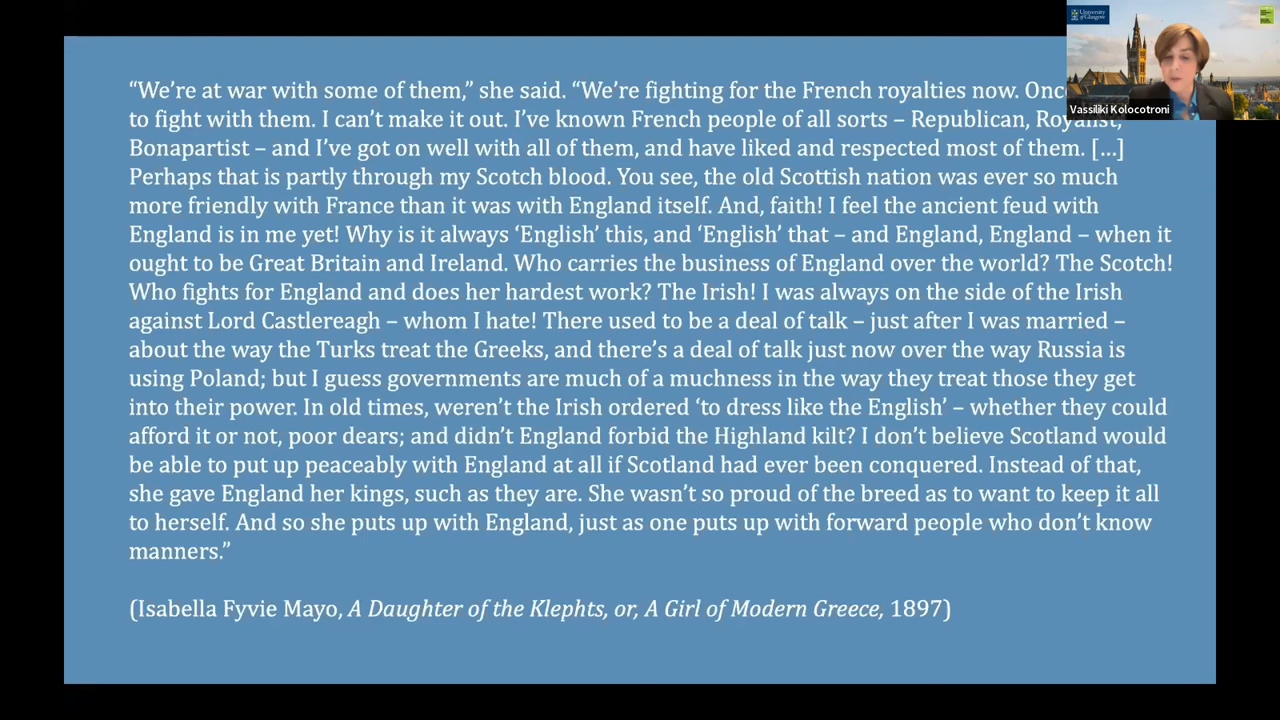 “We’re at war with some of them,” she said. “We’re fighting for the French royalties now.
to fight with them. I can’t make it out. I’ve known French people of all sorts – Republican, Royalist,
Bonapartist – and I’ve got on well with all of them, and have liked and respected most of them. […]
Perhaps that is partly through my Scotch blood. You see, the old Scottish nation was ever so much
more friendly with France than it was with England itself. And, faith! I feel the ancient feud with
England is in me yet! Why is it always ‘English’ this, and ‘English’ that – and England, England – when it
ought to be Great Britain and Ireland. Who carries the business of England over the world? The Scotch!
Who fights for England and does her hardest work? The Irish! I was always on the side of the Irish
against Lord Castlereagh – whom I hate! There used to be a deal of talk – just after I was married –
about the way the Turks treat the Greeks, and there’s a deal of talk just now over the way Russia is
using Poland; but I guess governments are much of a muchness in the way they treat those they get
into their power. In old times, weren’t the Irish ordered ‘to dress like the English’ – whether they could
afford it or not, poor dears; and didn’t England forbid the Highland kilt? I don’t believe Scotland would
be able to put up peaceably with England at all if Scotland had ever been conquered. Instead of that,
she gave England her kings, such as they are. She wasn’t so proud of the breed as to want to keep it all
to herself. And so she puts up with England, just as one puts up with forward people who don’t know
manners.”
(Isabella Fyvie Mayo, A Daughter of the Klephts, or, A Girl of Modern Greece, 1897)
University
of Glasgow
Vassiliki Kolocotroni